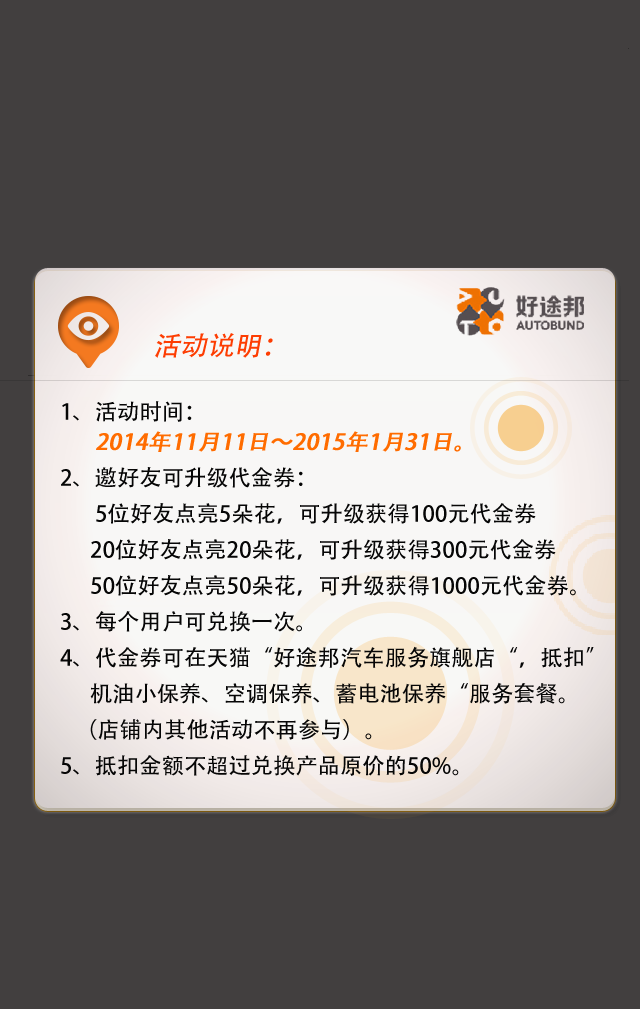 好途邦
AUTOBUND
活动说明：
1、活动时间：
2014年11月11日～2015年1月31日。
2、邀好友可升级代金券：
5位好友点亮5朵花，可升级获得100元代金券
20位好友点亮20朵花，可升级获得300元代金券
50位好友点亮50朵花，可升级获得1000元代金券。
3、每个用户可兑换一次。
4、代金券可在天猫“好途邦汽车服务旗舰店“，抵扣”
机油小保养、空调保养、蓄电池保养“服务套餐。
（店铺内其他活动不再参与）。
5、抵扣金额不超过兑换产品原价的50%。